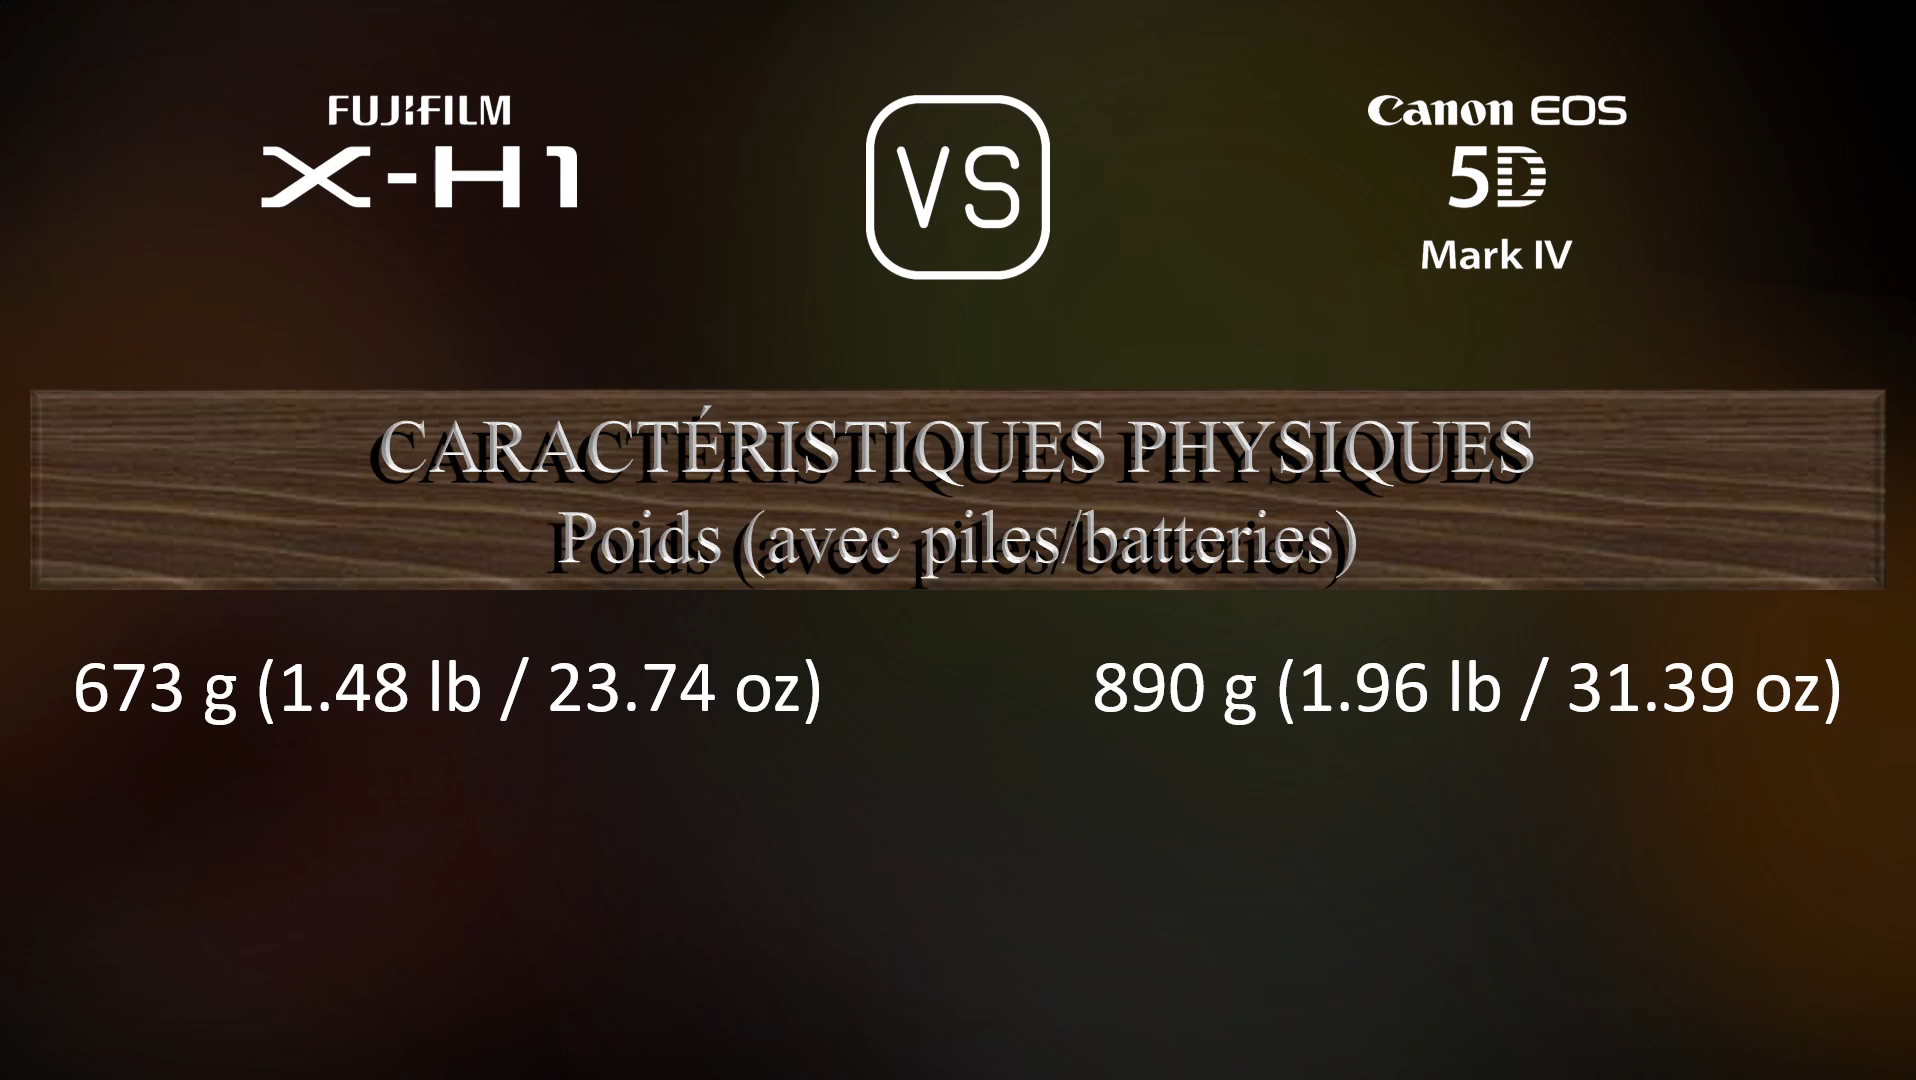 FUJIFILM
X-H1
VS
Canon EOS
5D
Mark IV
CARACTÉRISTIQUES PHYSIQUES
Poids (avec piles/batteries)
673 g (1.48 lb / 23.74 oz)
890 g (1.96 lb / 31.39 oz)